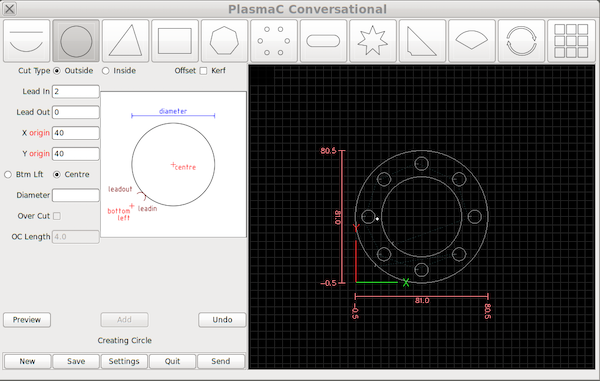 PlasmaC Conversational
Cut Type Outside Inside Offset Kerf
Lead In 2
Lead Out 0
X origin 40
Y origin 40
Btm Lft Centre
Diameter
Over Cut
OC Length 4.0
diameter
centre
leadout
leadin
bottom
left
80.5
81.0
Y
-0.5
X
81.0
-0.5
80.5
Preview Add Undo
Creating Circle
New Save Settings Quit Send